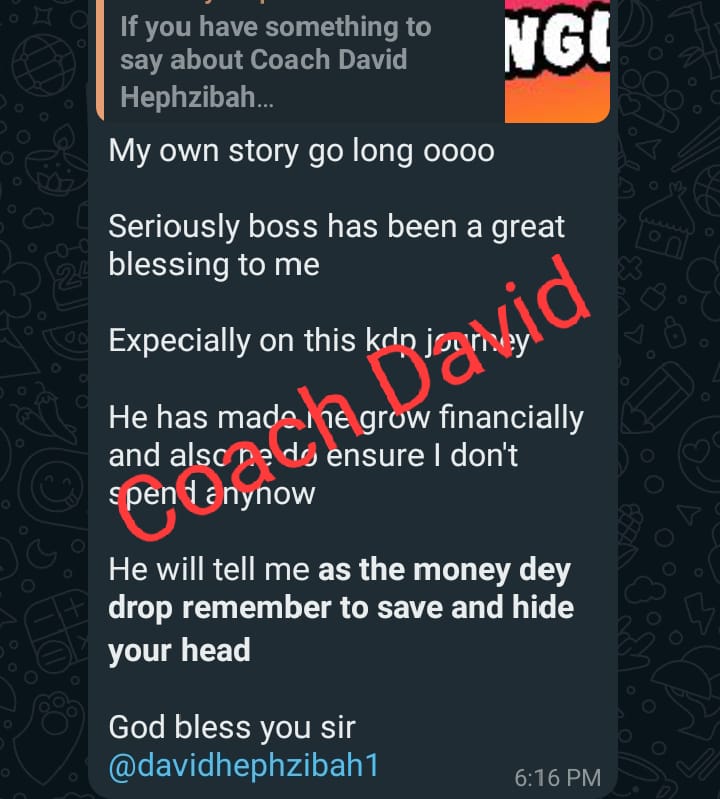 If you have something to
say about Coach David
Hephzibah...
My own story go long oooo
Seriously boss has been a great
blessing to me
Expecially on this kdp journey
He has made me grow financially
and also he do ensure I don't
spend anyhow
He will tell me as the money dey
drop remember to save and hide
your head
God bless you sir
@davidhephzibah1
6:16 PM
Coach David